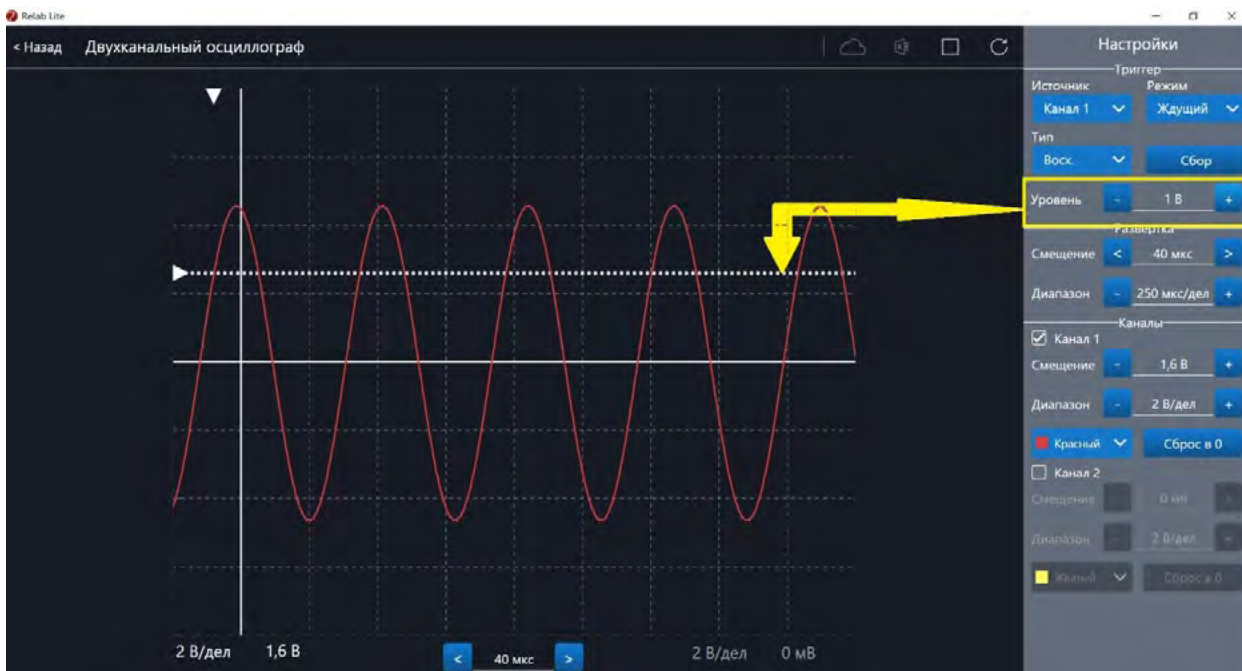 Relab Lite
< Назад Двухканальный осциллограф
Настройки
Триггер
Источник Режим
Канал 1 Ждущий
Тип
Восх. Сбор
Уровень - 1 В +
Развертка
Смещение < 40 мкс >
Диапазон - 250 мкс/дел +
Каналы
Канал 1
Смещение - 1,6 В +
Диапазон - 2 В/дел +
Красный Сброс в 0
Канал 2
Смещение - 0 мВ
Диапазон - 2 В/дел
Желтый Сброс в 0
2 В/дел 1,6 В < 40 мкс > 2 В/дел 0 мВ